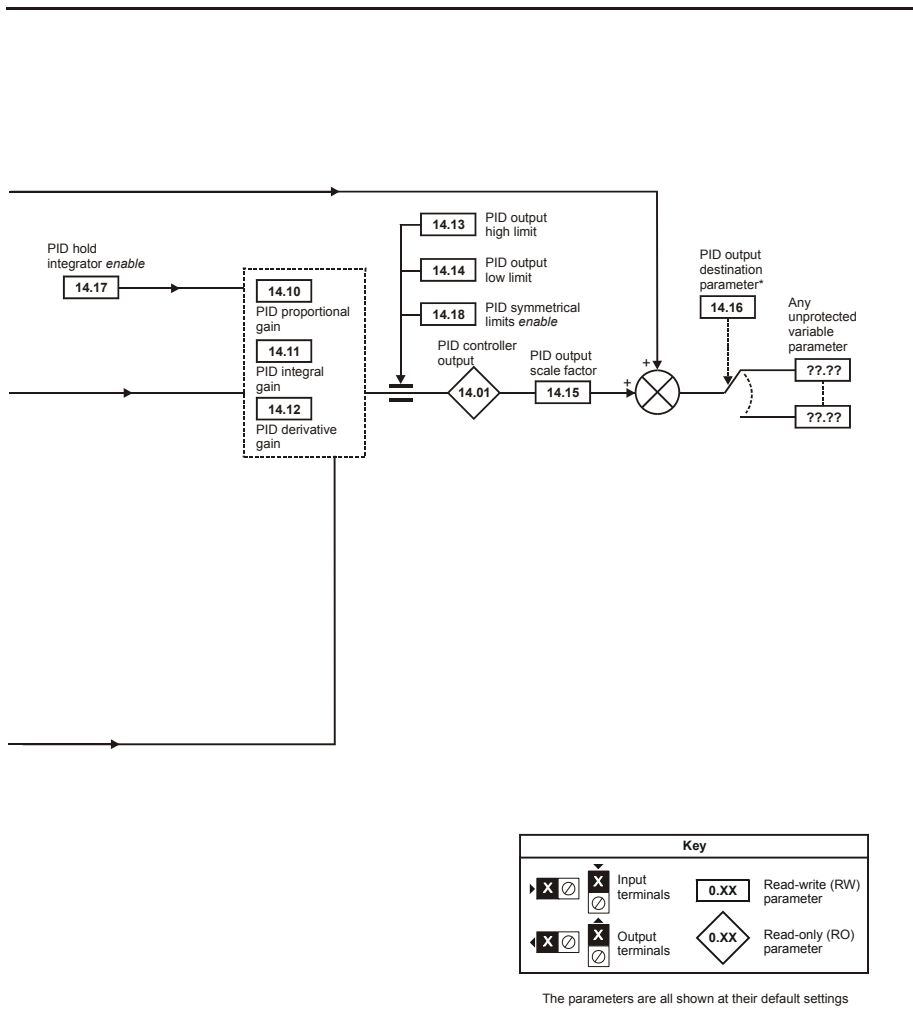 14.13
PID output
high limit
PID hold
integrator enable
14.17
14.14
PID output
low limit
14.18
PID symmetrical
limits enable
14.10
PID proportional
gain
14.11
PID integral
gain
14.12
PID derivative
gain
PID controller
output
14.01
PID output
scale factor
14.15
+
+
PID output
destination
parameter*
14.16
Any
unprotected
variable
parameter
??.??
??.??
Key
X
X
Input
terminals
0.XX
Read-write (RW)
parameter
X
X
Output
terminals
0.XX
Read-only (RO)
parameter
The parameters are all shown at their default settings